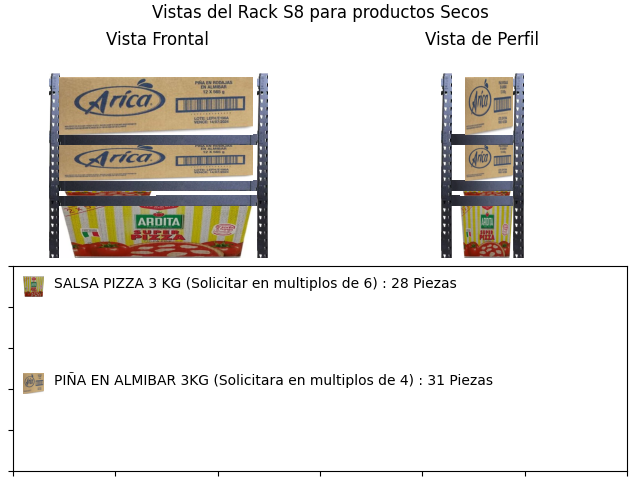 Vistas del Rack S8 para productos Secos
Vista Frontal
Vista de Perfil
Arica
PIÑA EN RODAJAS
EN ALMIBAR
Arica
Arica
Arica
ARDITA
SUPER
PIZZA
ARDITA
SUPER
PIZZA
SALSA PIZZA 3 KG (Solicitar en multiplos de 6) : 28 Piezas
PIÑA EN ALMIBAR 3KG (Solicitara en multiplos de 4) : 31 Piezas